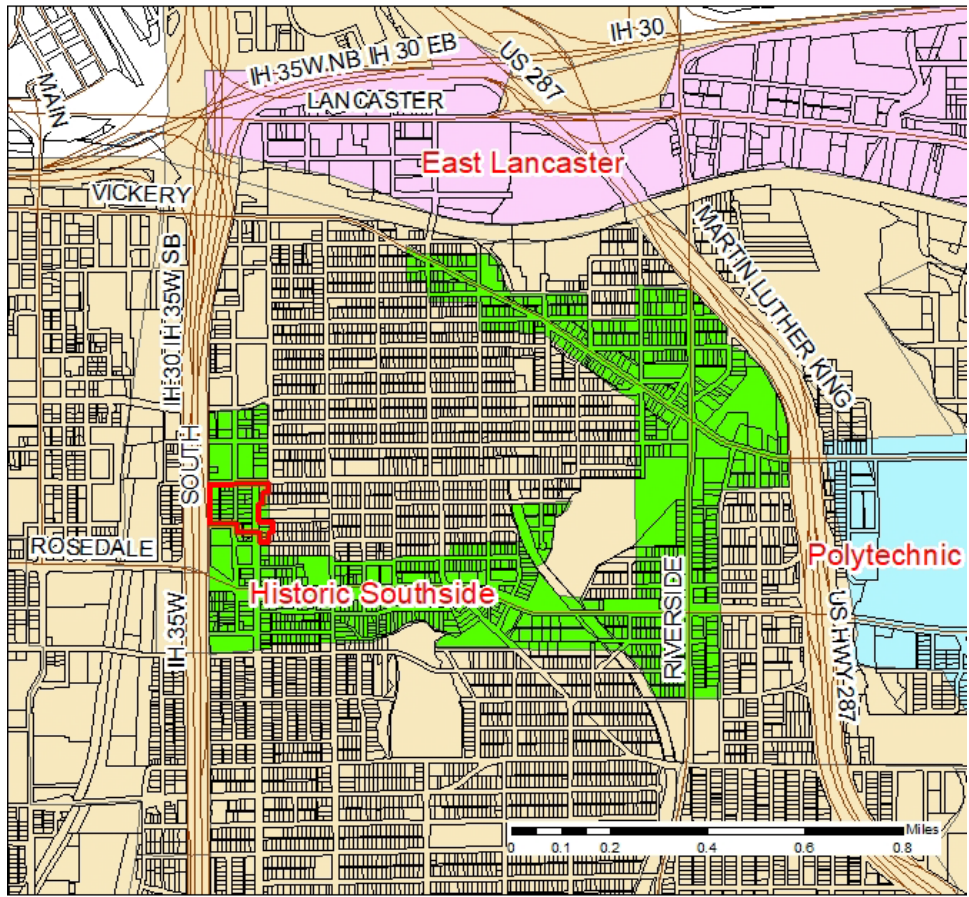 IH 30
US 287
IH-35W NB IH 30 EB
MAIN
LANCASTER
East Lancaster
VICKERY
MARTIN LUTHER KING
IH-30 IH 35W SB
SOUTH
ROSEDALE
Polytechnic
Historic Southside
RIVERSIDE
US HWY 287
IH 35W
Miles
0 0.1 0.2 0.4 0.6 0.8